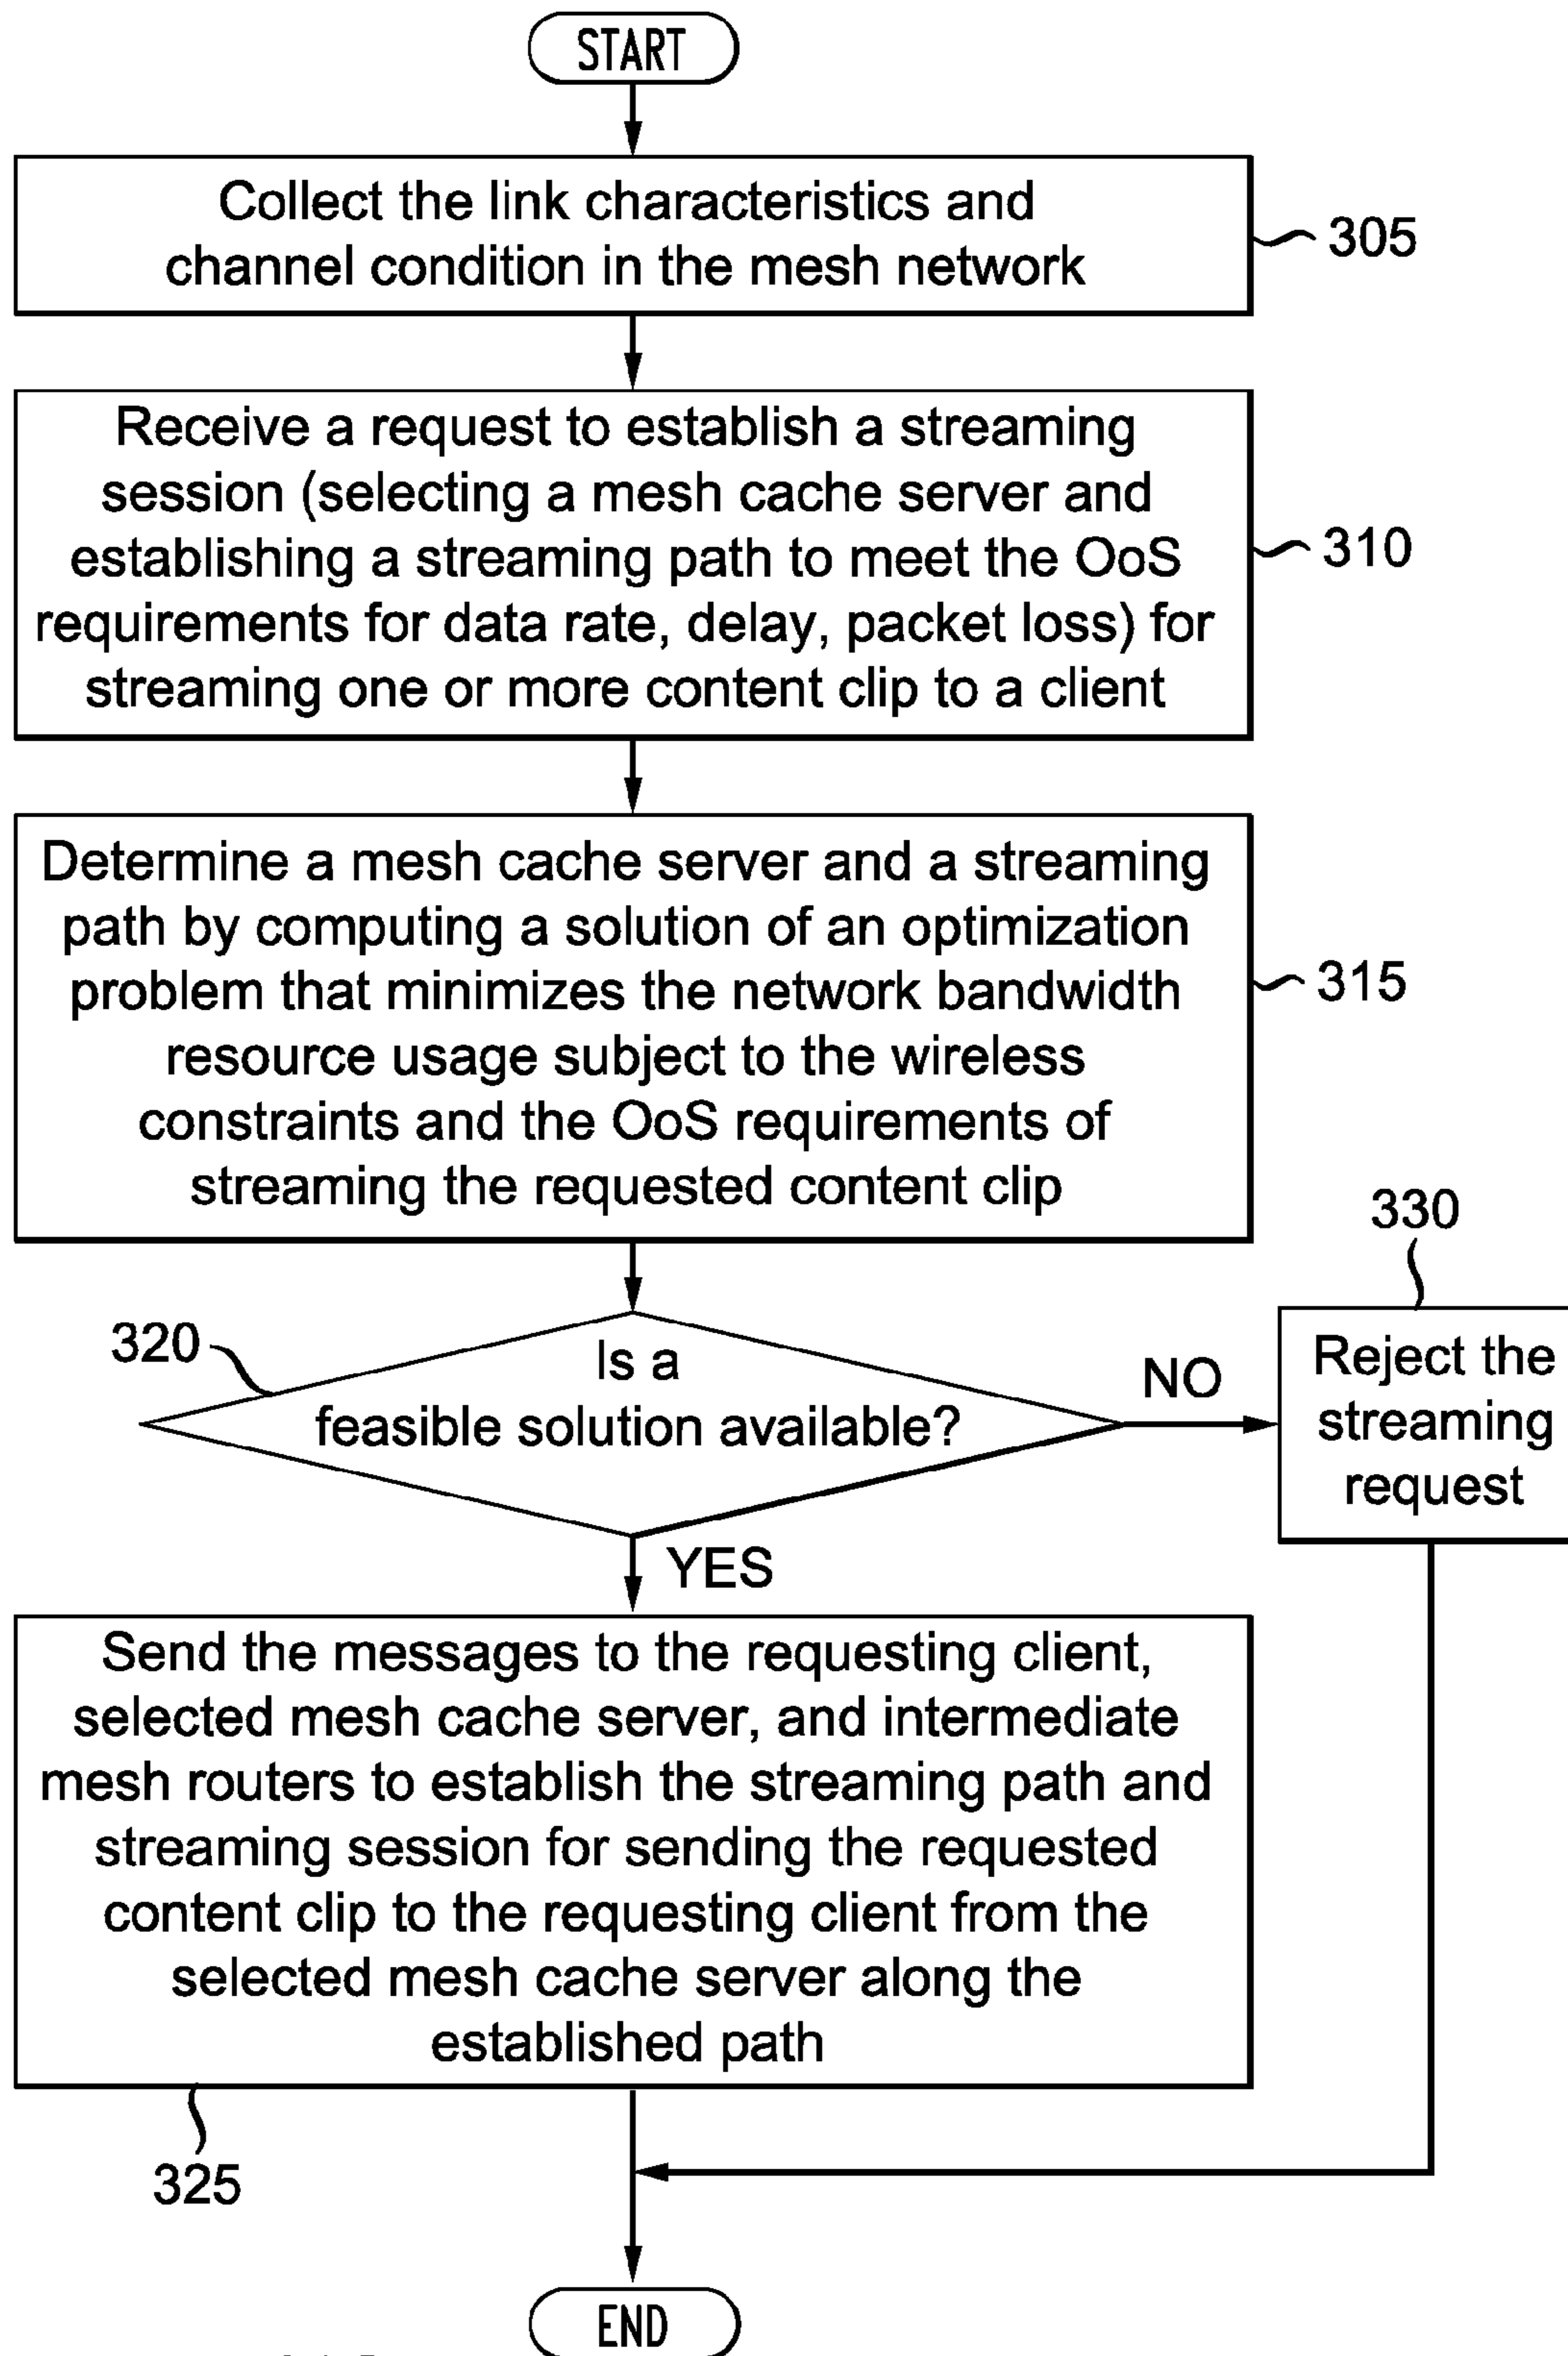 START
Collect the link characteristics and
channel condition in the mesh network
305
Receive a request to establish a streaming
session (selecting a mesh cache server and
establishing a streaming path to meet the OoS
requirements for data rate, delay, packet loss) for
streaming one or more content clip to a client
310
Determine a mesh cache server and a streaming
path by computing a solution of an optimization
problem that minimizes the network bandwidth
resource usage subject to the wireless
constraints and the OoS requirements of
streaming the requested content clip
315
320
Is a
feasible solution available?
NO
330
Reject the
streaming
request
YES
Send the messages to the requesting client,
selected mesh cache server, and intermediate
mesh routers to establish the streaming path and
streaming session for sending the requested
content clip to the requesting client from the
selected mesh cache server along the
established path
325
END